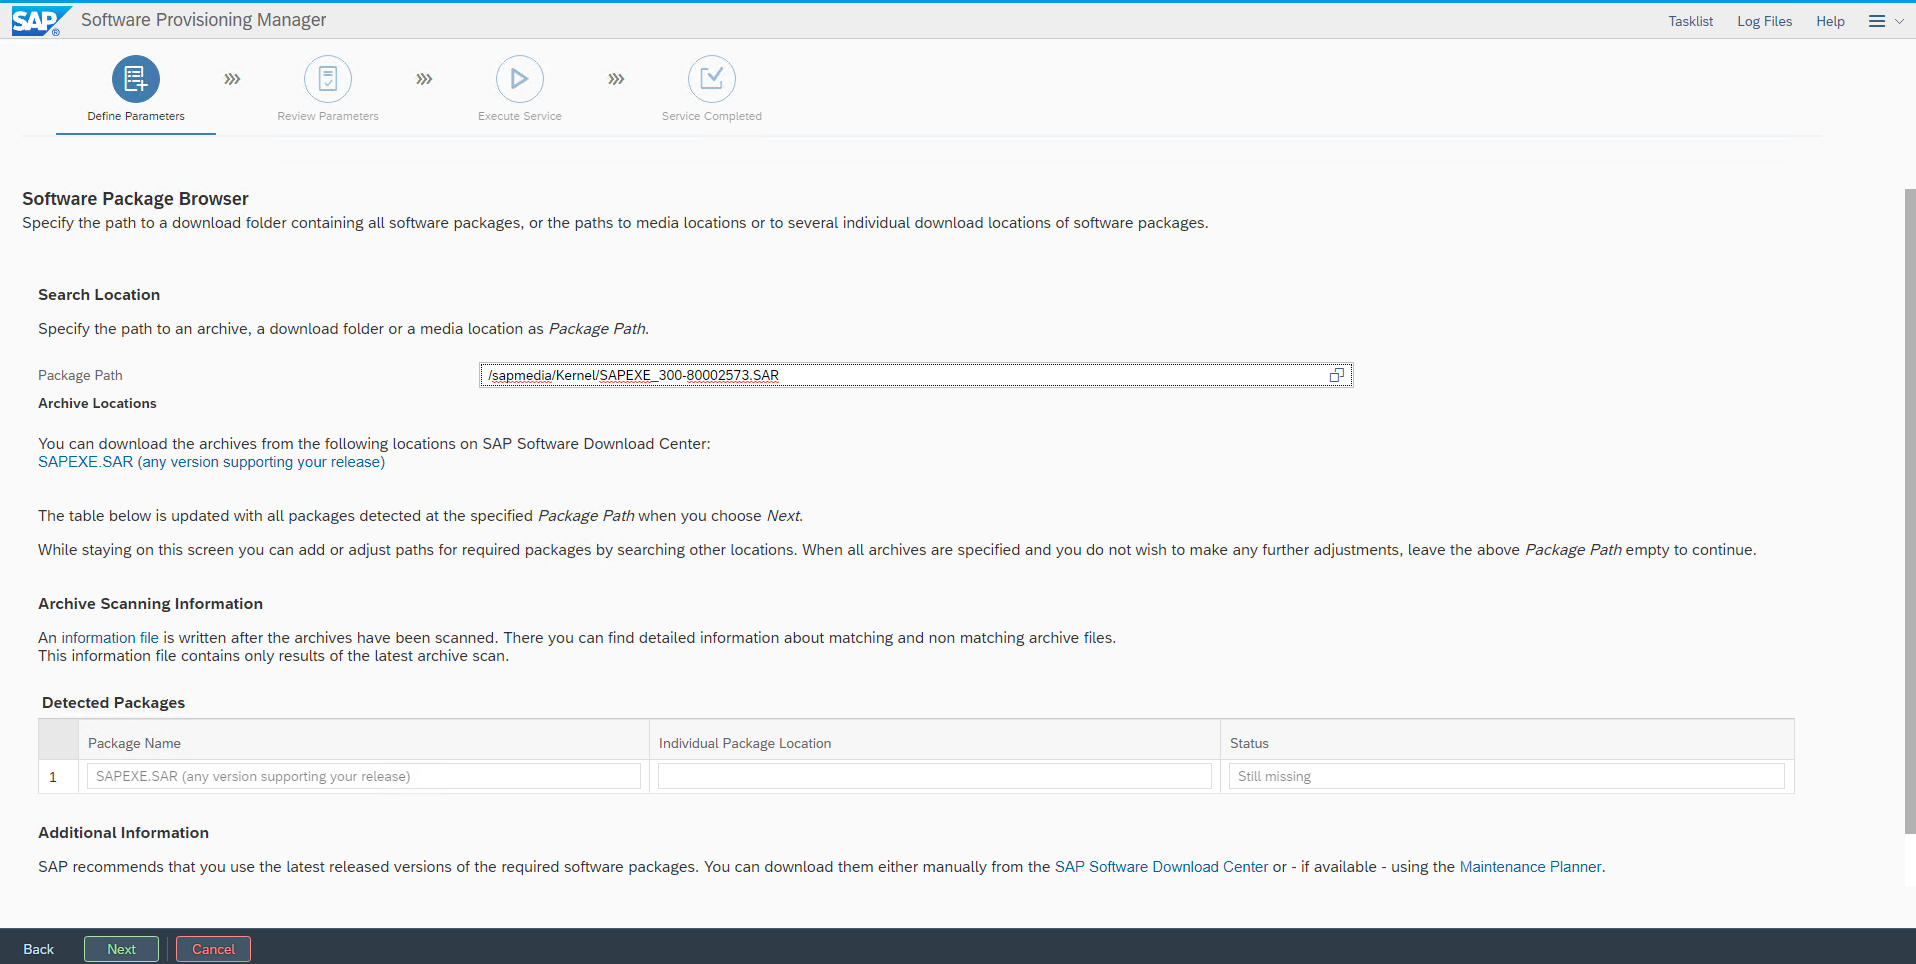 SAP® Software Provisioning Manager
Tasklist Log Files Help
Define Parameters Review Parameters Execute Service Service Completed
Software Package Browser
Specify the path to a download folder containing all software packages, or the paths to media locations or to several individual download locations of software packages.
Search Location
Specify the path to an archive, a download folder or a media location as Package Path.
Package Path /sapmedia/Kernel/SAPEXE_300-80002573.SAR
Archive Locations
You can download the archives from the following locations on SAP Software Download Center:
SAPEXE.SAR (any version supporting your release)
The table below is updated with all packages detected at the specified Package Path when you choose Next.
While staying on this screen you can add or adjust paths for required packages by searching other locations. When all archives are specified and you do not wish to make any further adjustments, leave the above Package Path empty to continue.
Archive Scanning Information
An information file is written after the archives have been scanned. There you can find detailed information about matching and non matching archive files.
This information file contains only results of the latest archive scan.
Detected Packages
Package Name Individual Package Location Status
1 SAPEXE.SAR (any version supporting your release) Still missing
Additional Information
SAP recommends that you use the latest released versions of the required software packages. You can download them either manually from the SAP Software Download Center or - if available - using the Maintenance Planner.
Back Next Cancel